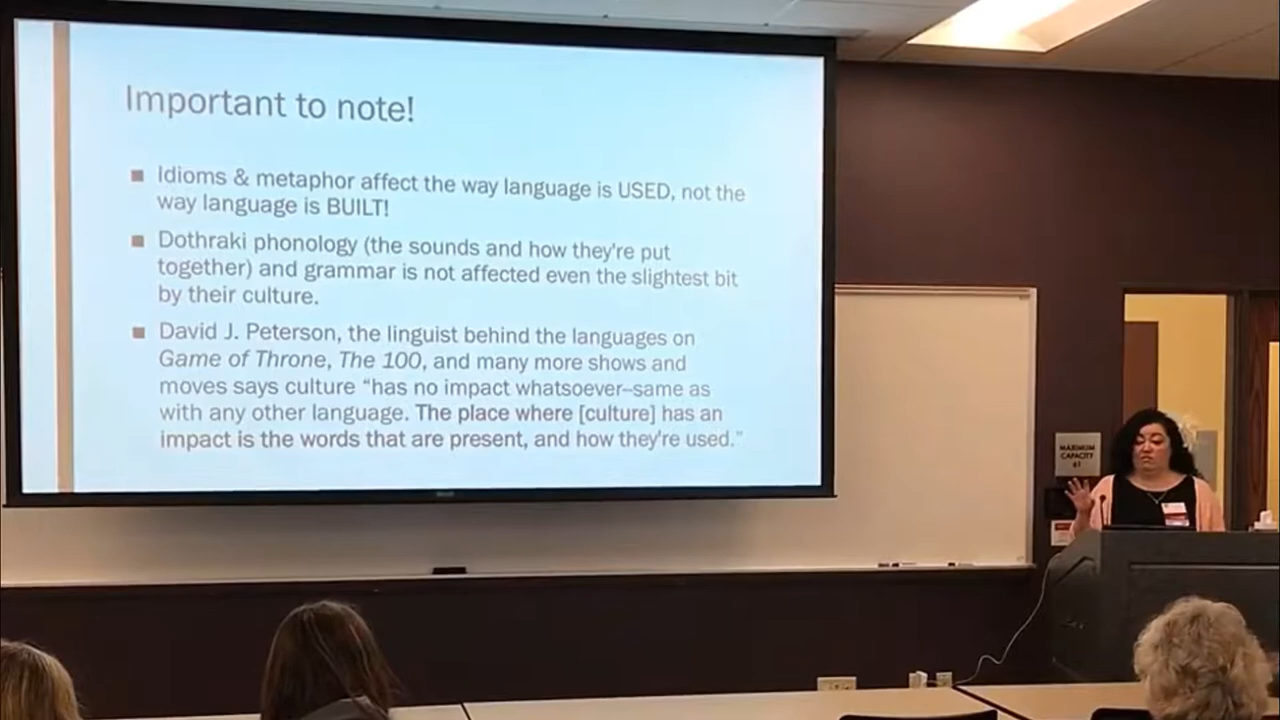 Important to note!
Idioms & metaphor affect the way language is USED, not the
way language is BUILT!
Dothraki phonology (the sounds and how they're put
together) and grammar is not affected even the slightest bit
by their culture.
David J. Peterson, the linguist behind the languages on
Game of Throne, The 100, and many more shows and
moves says culture “has no impact whatsoever–same as
with any other language. The place where [culture] has an
impact is the words that are present, and how they're used.”
MAXIMUM
CAPACITY
61